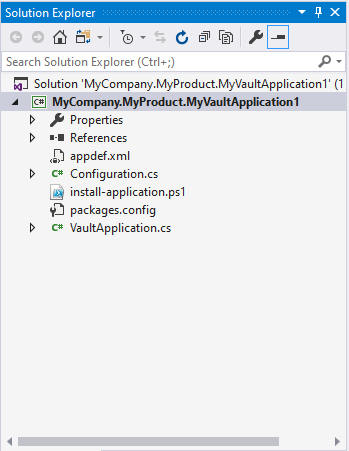 Solution Explorer
Search Solution Explorer (Ctrl+;)
Solution 'MyCompany.MyProduct.MyVaultApplication1' (1
C# MyCompany.MyProduct.MyVaultApplication1
Properties
References
appdef.xml
C# Configuration.cs
install-application.ps1
packages.config
C# VaultApplication.cs